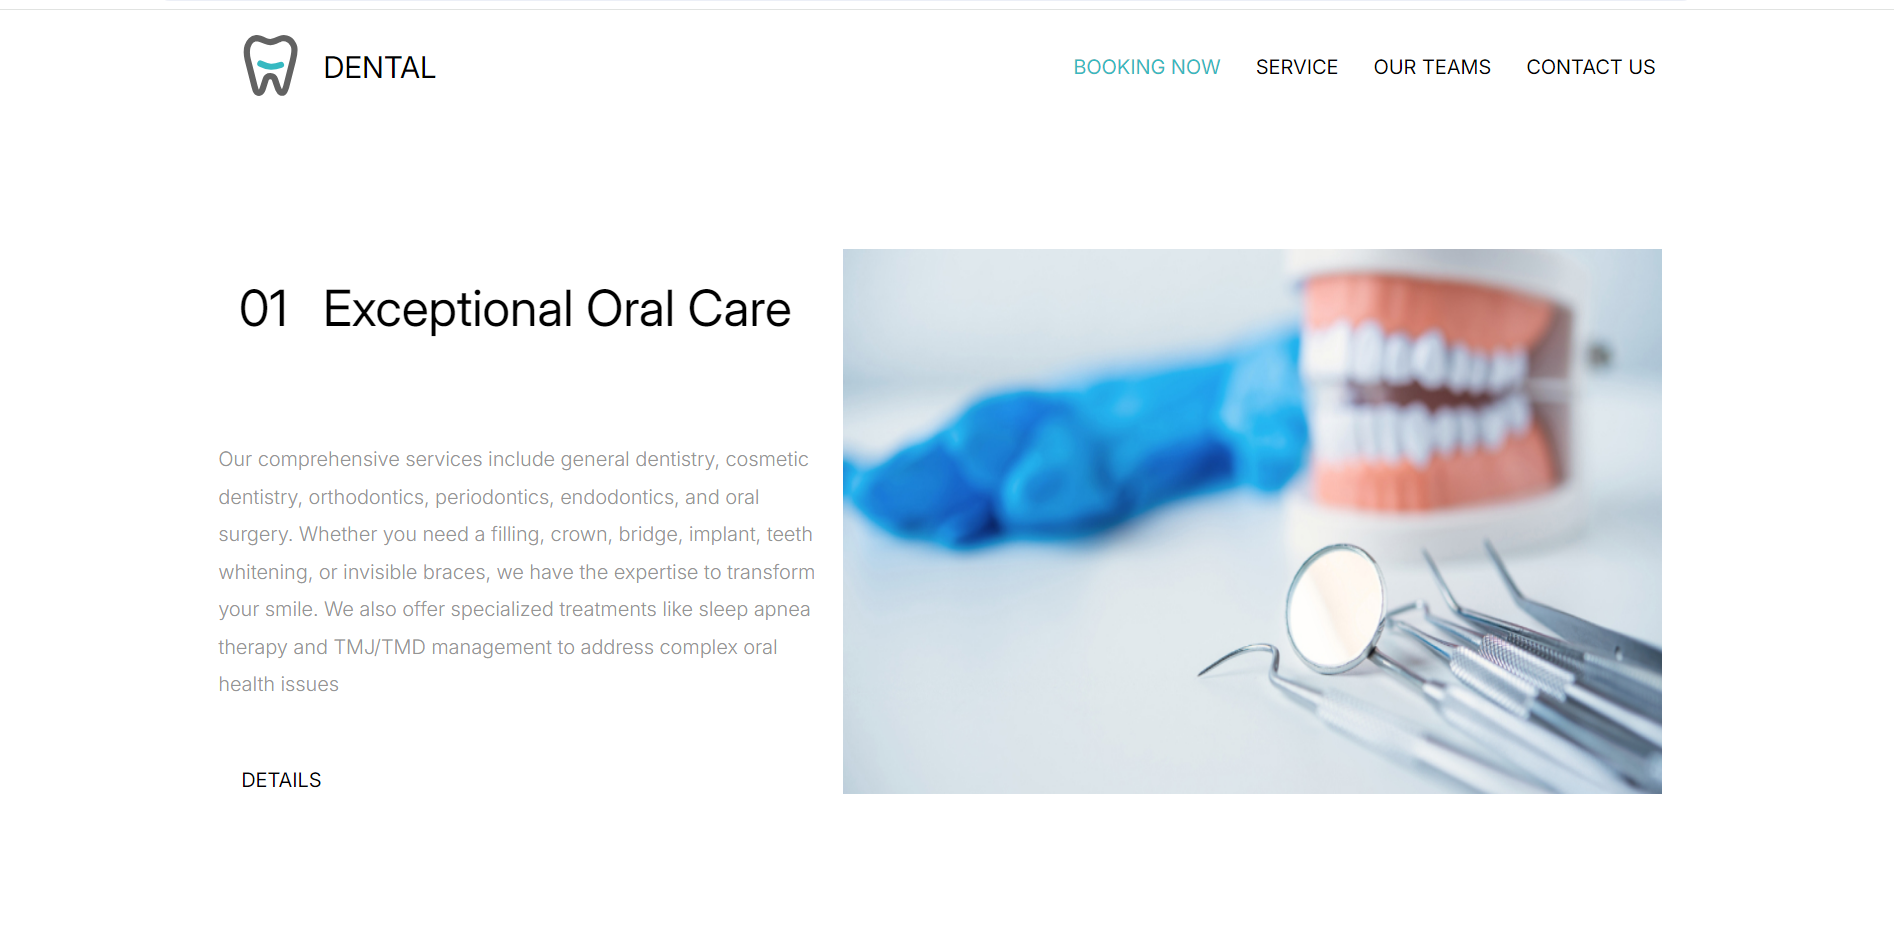 DENTAL
BOOKING NOW SERVICE OUR TEAMS CONTACT US
01 Exceptional Oral Care
Our comprehensive services include general dentistry, cosmetic
dentistry, orthodontics, periodontics, endodontics, and oral
surgery. Whether you need a filling, crown, bridge, implant, teeth
whitening, or invisible braces, we have the expertise to transform
your smile. We also offer specialized treatments like sleep apnea
therapy and TMJ/TMD management to address complex oral
health issues
DETAILS